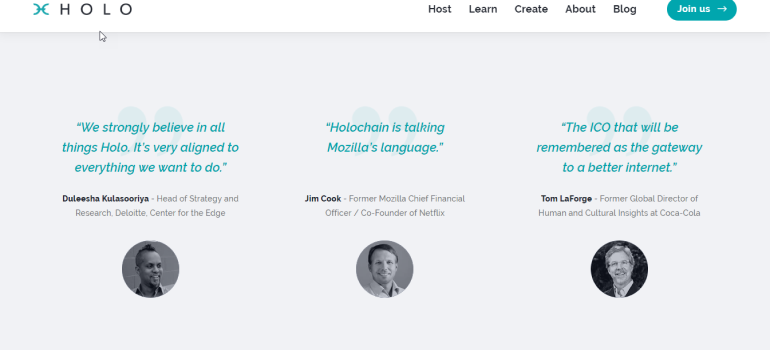 HOLO
Host Learn Create About Blog Join us →
“We strongly believe in all
things Holo. It’s very aligned to
everything we want to do.”
Duleesha Kulasooriya - Head of Strategy and
Research, Deloitte, Center for the Edge
“Holochain is talking
Mozilla’s language.”
Jim Cook - Former Mozilla Chief Financial
Officer / Co-Founder of Netflix
“The ICO that will be
remembered as the gateway
to a better internet.”
Tom LaForge - Former Global Director of
Human and Cultural Insights at Coca-Cola